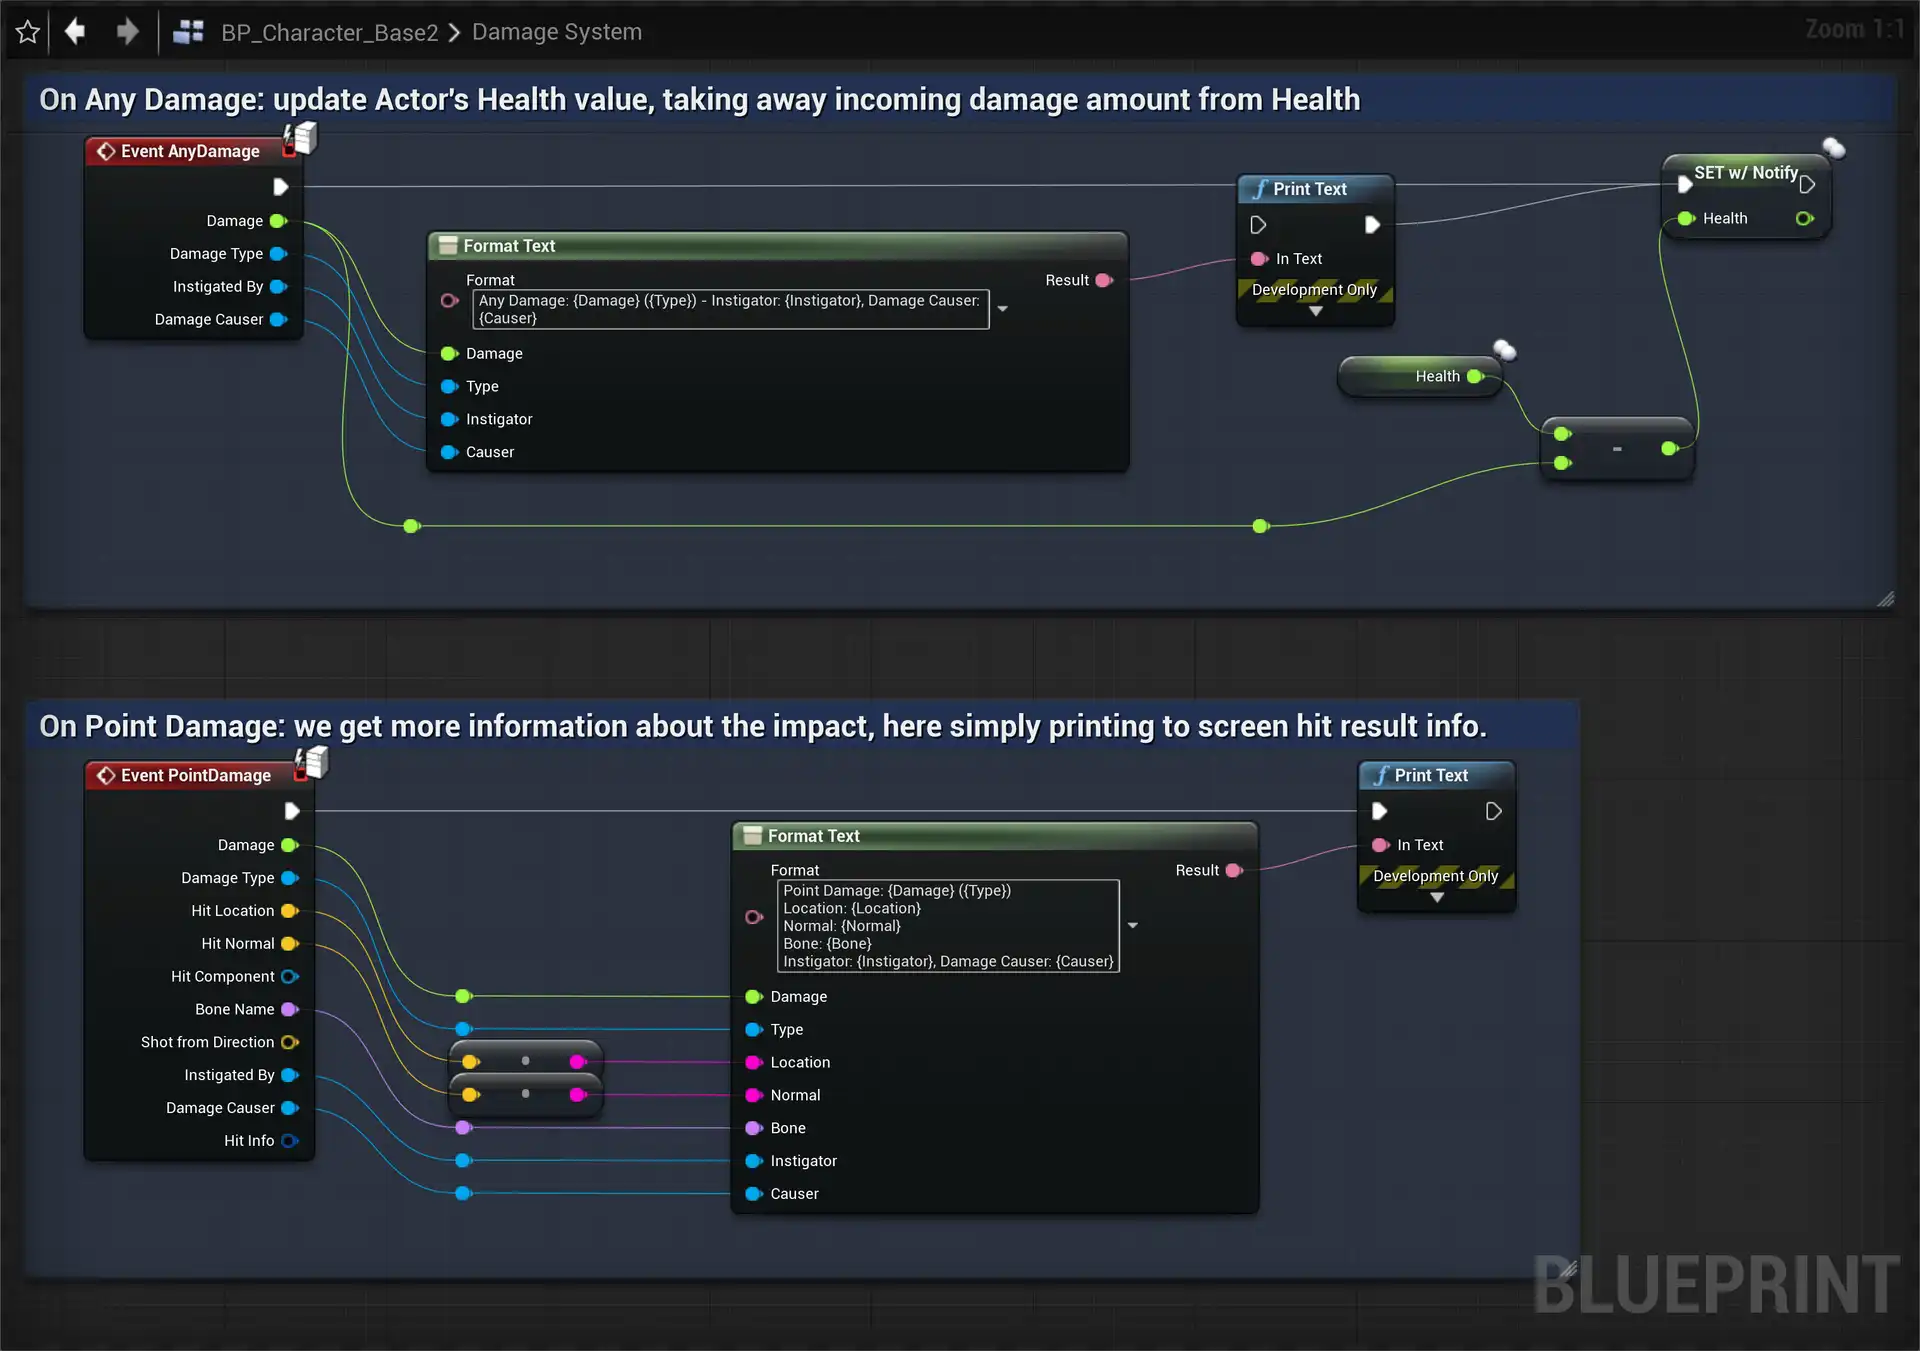 BP_Character_Base2 > Damage System
Zoom 1:1
On Any Damage: update Actor's Health value, taking away incoming damage amount from Health
Event AnyDamage
Damage
Damage Type
Instigated By
Damage Causer
Format Text
Format
Any Damage: {Damage} ({Type}) - Instigator: {Instigator}, Damage Causer:
{Causer}
Result
Damage
Type
Instigator
Causer
Print Text
In Text
Development Only
SET w/ Notify
Health
Health
-
On Point Damage: we get more information about the impact, here simply printing to screen hit result info.
Event PointDamage
Damage
Damage Type
Hit Location
Hit Normal
Hit Component
Bone Name
Shot from Direction
Instigated By
Damage Causer
Hit Info
Format Text
Format
Point Damage: {Damage} ({Type})
Location: {Location}
Normal: {Normal}
Bone: {Bone}
Instigator: {Instigator}, Damage Causer: {Causer}
Result
Damage
Type
Location
Normal
Bone
Instigator
Causer
Print Text
In Text
Development Only
BLUEPRINT